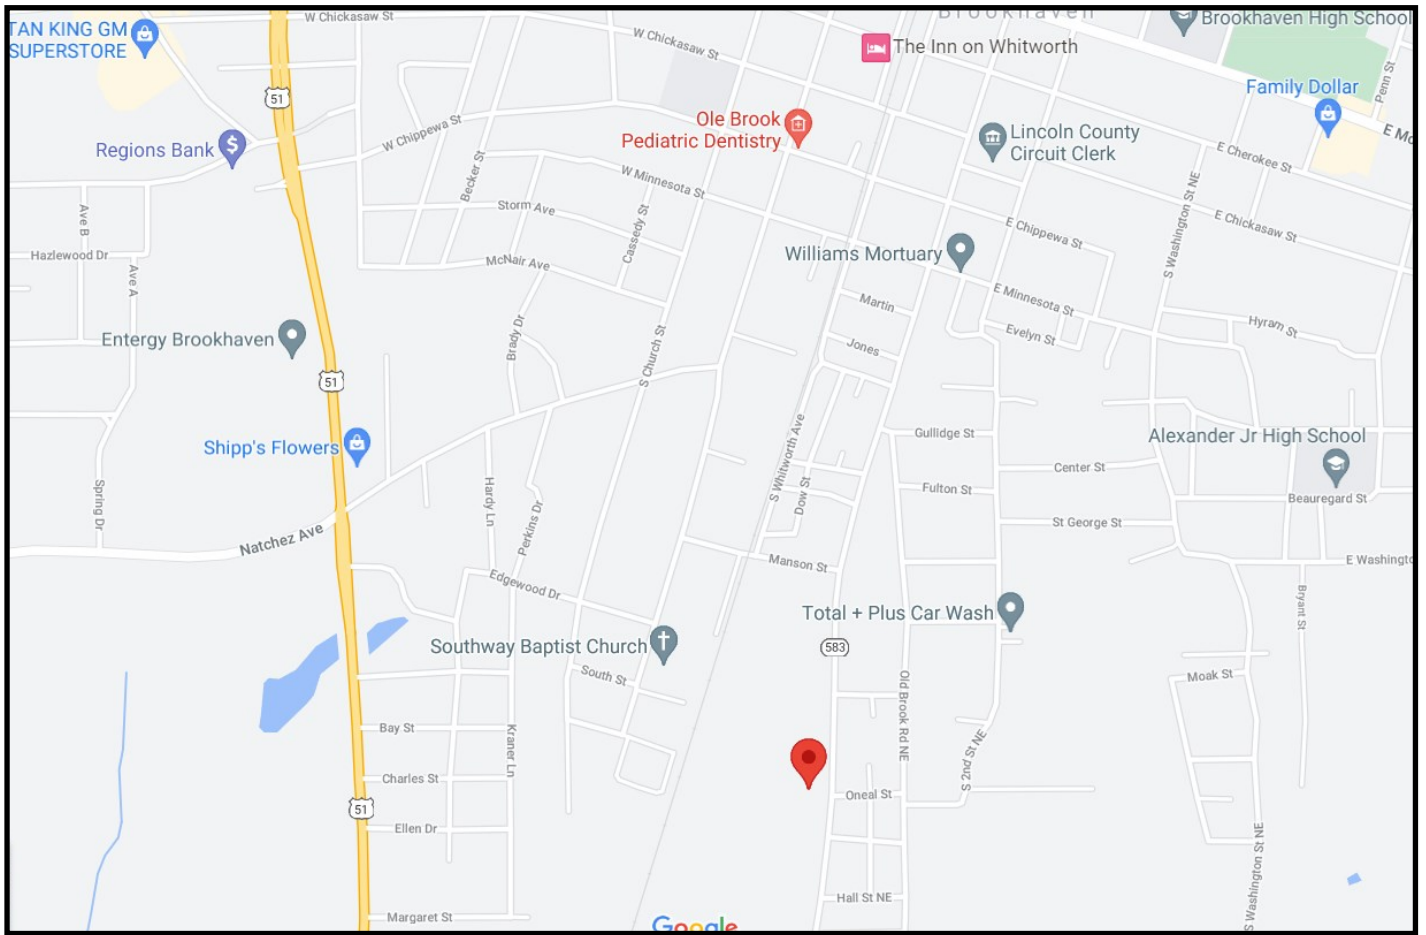 W Chickasaw St
Brookhaven
Brookhaven High School
TAN KING GM
SUPERSTORE
W Chickasaw St
The Inn on Whitworth
Penn St
51
Family Dollar
Ole Brook
Pediatric Dentistry
W Chippewa St
Lincoln County
Circuit Clerk
E Mo
Regions Bank
E Cherokee St
Becker St
W Minnesota St
S Washington St NE
Ave B
Storm Ave
Cassedy St
E Chippewa St
E Chickasaw St
Hazlewood Dr
McNair Ave
Williams Mortuary
Ave A
Martin
E Minnesota St
Entergy Brookhaven
Brady Dr
S Church St
Jones
Evelyn St
Hyram St
51
Shipp's Flowers
S Whitworth Ave
Gullidge St
Alexander Jr High School
Center St
Spring Dr
Hardy Ln
Perkins Dr
Dow St
Fulton St
Beauregard St
Natchez Ave
St George St
Manson St
E Washingto
Edgewood Dr
Bryant St
Total + Plus Car Wash
Southway Baptist Church
583
South St
Old Brook Rd NE
Moak St
Bay St
Kraner Ln
S 2nd St NE
Charles St
Oneal St
51
Ellen Dr
S Washington St NE
Hall St NE
Margaret St
Google